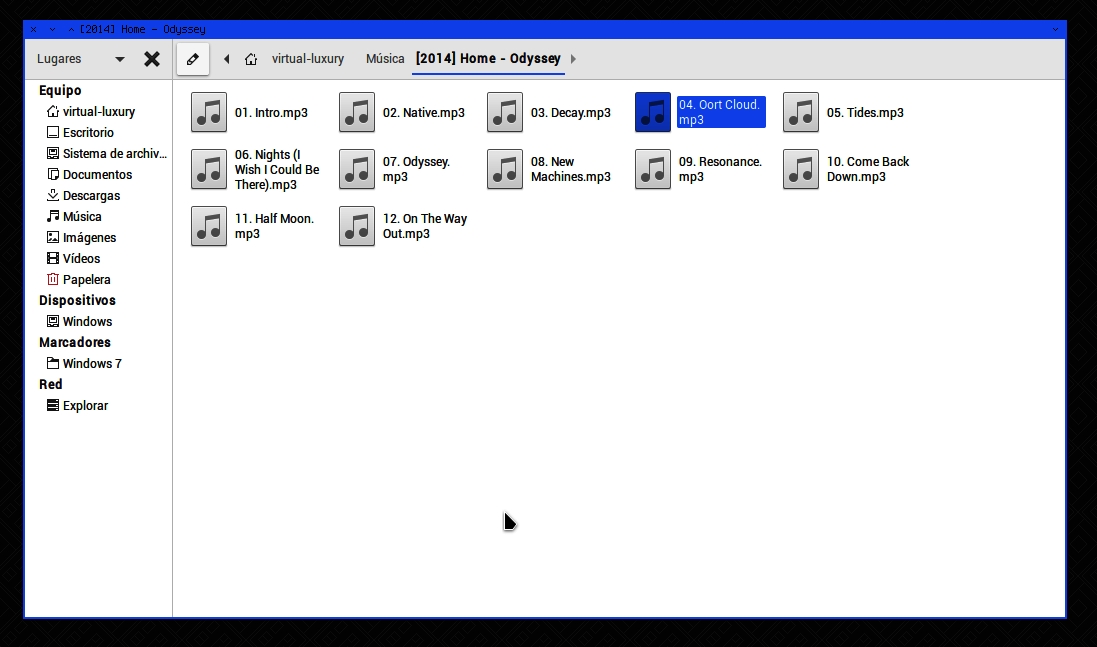 [2014] Home - Odyssey
Lugares
virtual-luxury
Música
[2014] Home - Odyssey
Equipo
virtual-luxury
Escritorio
Sistema de archiv...
Documentos
Descargas
Música
Imágenes
Vídeos
Papelera
Dispositivos
Windows
Marcadores
Windows 7
Red
Explorar
01. Intro.mp3
02. Native.mp3
03. Decay.mp3
04. Oort Cloud.
mp3
05. Tides.mp3
06. Nights (I
Wish I Could Be
There).mp3
07. Odyssey.
mp3
08. New
Machines.mp3
09. Resonance.
mp3
10. Come Back
Down.mp3
11. Half Moon.
mp3
12. On The Way
Out.mp3